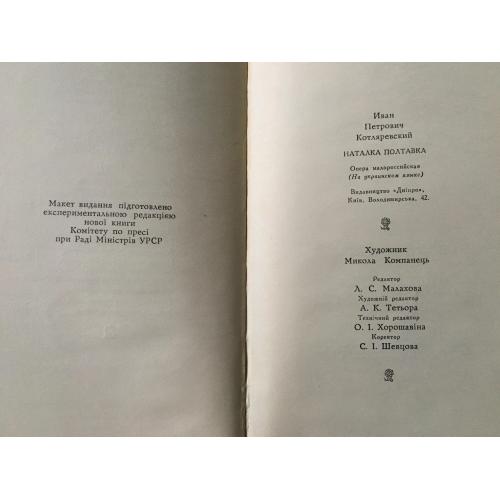 Макет видання підготовлено
експериментальною редакцією
нової книги
Комітету по пресі
при Раді Міністрів УРСР
Иван
Петрович
Котляревский
НАТАЛКА ПОЛТАВКА
Опера малороссийская
(На украинском языке)
Видавництво «Дніпро»,
Київ, Володимирська, 42.
Художник
Микола Компанець
Редактор
Л. С. Малахова
Художній редактор
А. К. Тетьора
Технічний редактор
О. І. Хорошавіна
Коректор
С. І. Шевцова